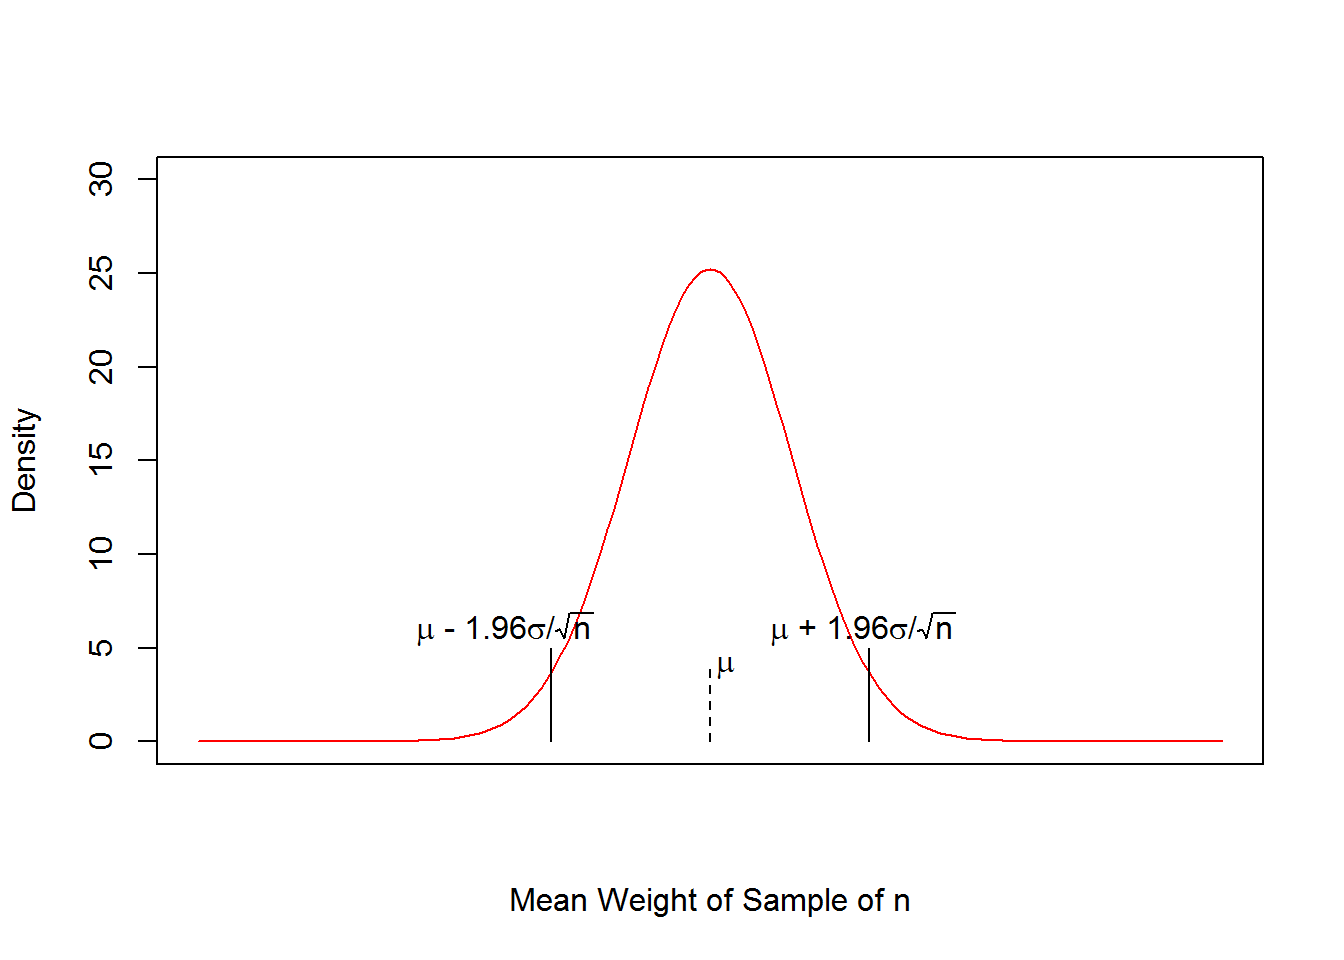 30
25
20
15
10
5
0
Density
μ - 1.96σ/√n
μ + 1.96σ/√n
μ
Mean Weight of Sample of n